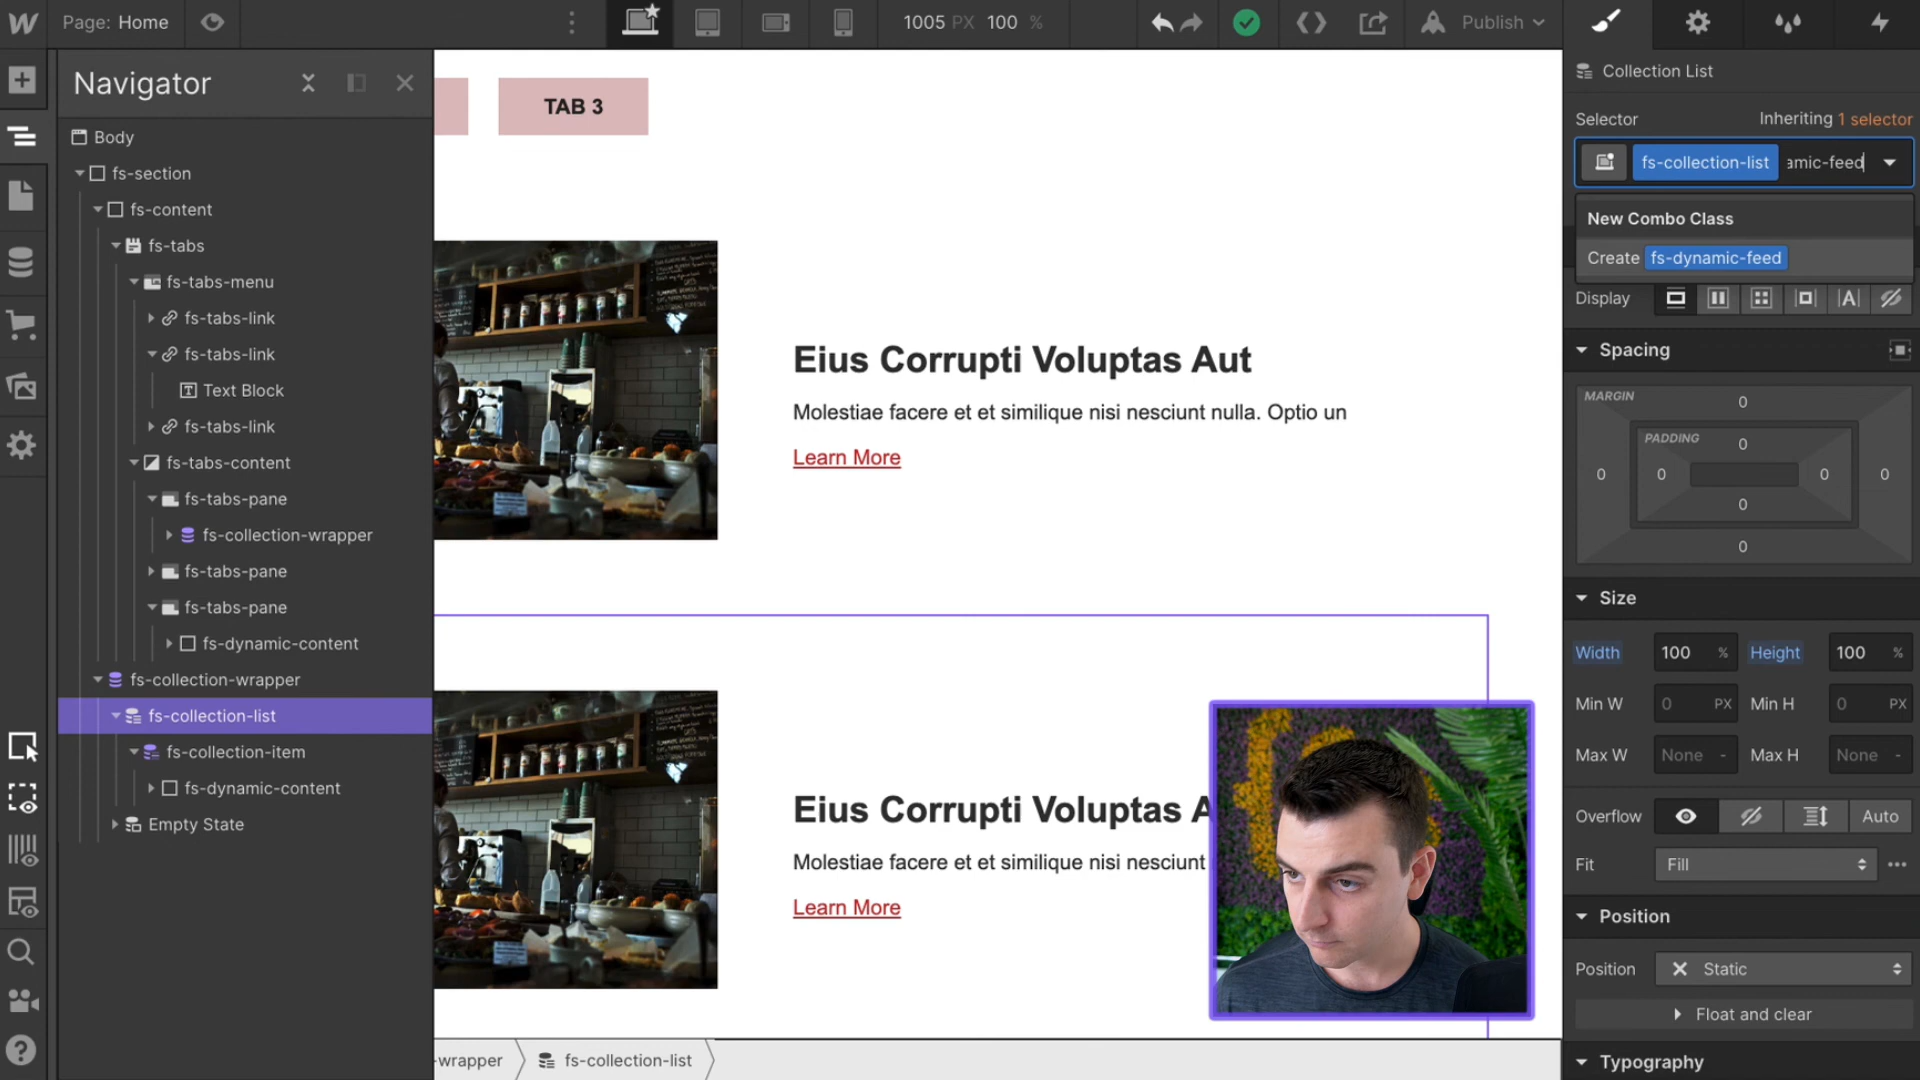 Page: Home
1005 PX 100 %
Publish
Navigator
Body
fs-section
fs-content
fs-tabs
fs-tabs-menu
fs-tabs-link
fs-tabs-link
Text Block
fs-tabs-link
fs-tabs-content
fs-tabs-pane
fs-collection-wrapper
fs-tabs-pane
fs-tabs-pane
fs-dynamic-content
fs-collection-wrapper
fs-collection-list
fs-collection-item
fs-dynamic-content
Empty State
TAB 3
Eius Corrupti Voluptas Aut
Molestiae facere et et similique nisi nesciunt nulla. Optio un
Learn More
Eius Corrupti Voluptas A
Molestiae facere et et similique nisi nesciunt
Learn More
-wrapper
fs-collection-list
Collection List
Selector Inheriting 1 selector
fs-collection-list amic-feed
New Combo Class
Create fs-dynamic-feed
Display
Spacing
MARGIN
0
PADDING
0
0 0 0 0
0
0
Size
Width 100 % Height 100 %
Min W 0 PX Min H 0 PX
Max W None - Max H None -
Overflow Auto
Fit Fill
Position
Position Static
Float and clear
Typography